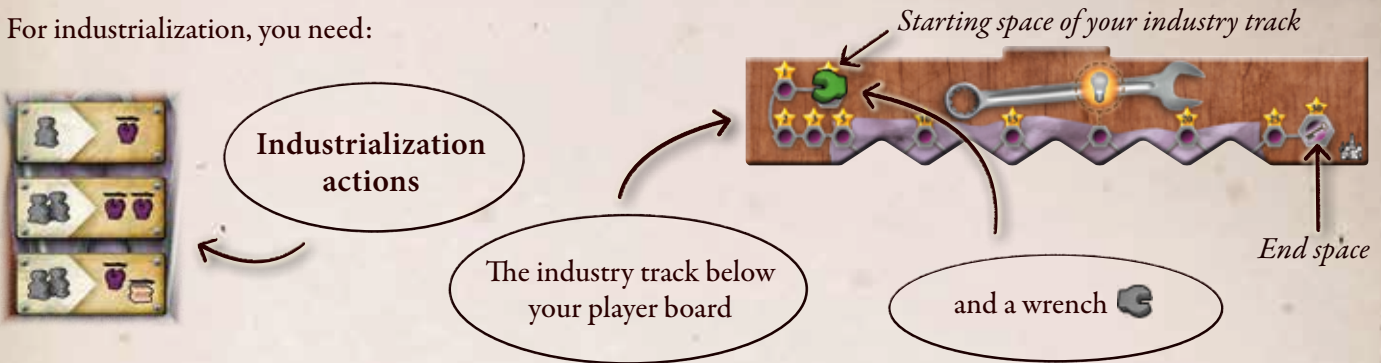 For industrialization, you need:
Starting space of your industry track
Industrialization
actions
The industry track below
your player board
and a wrench
End space